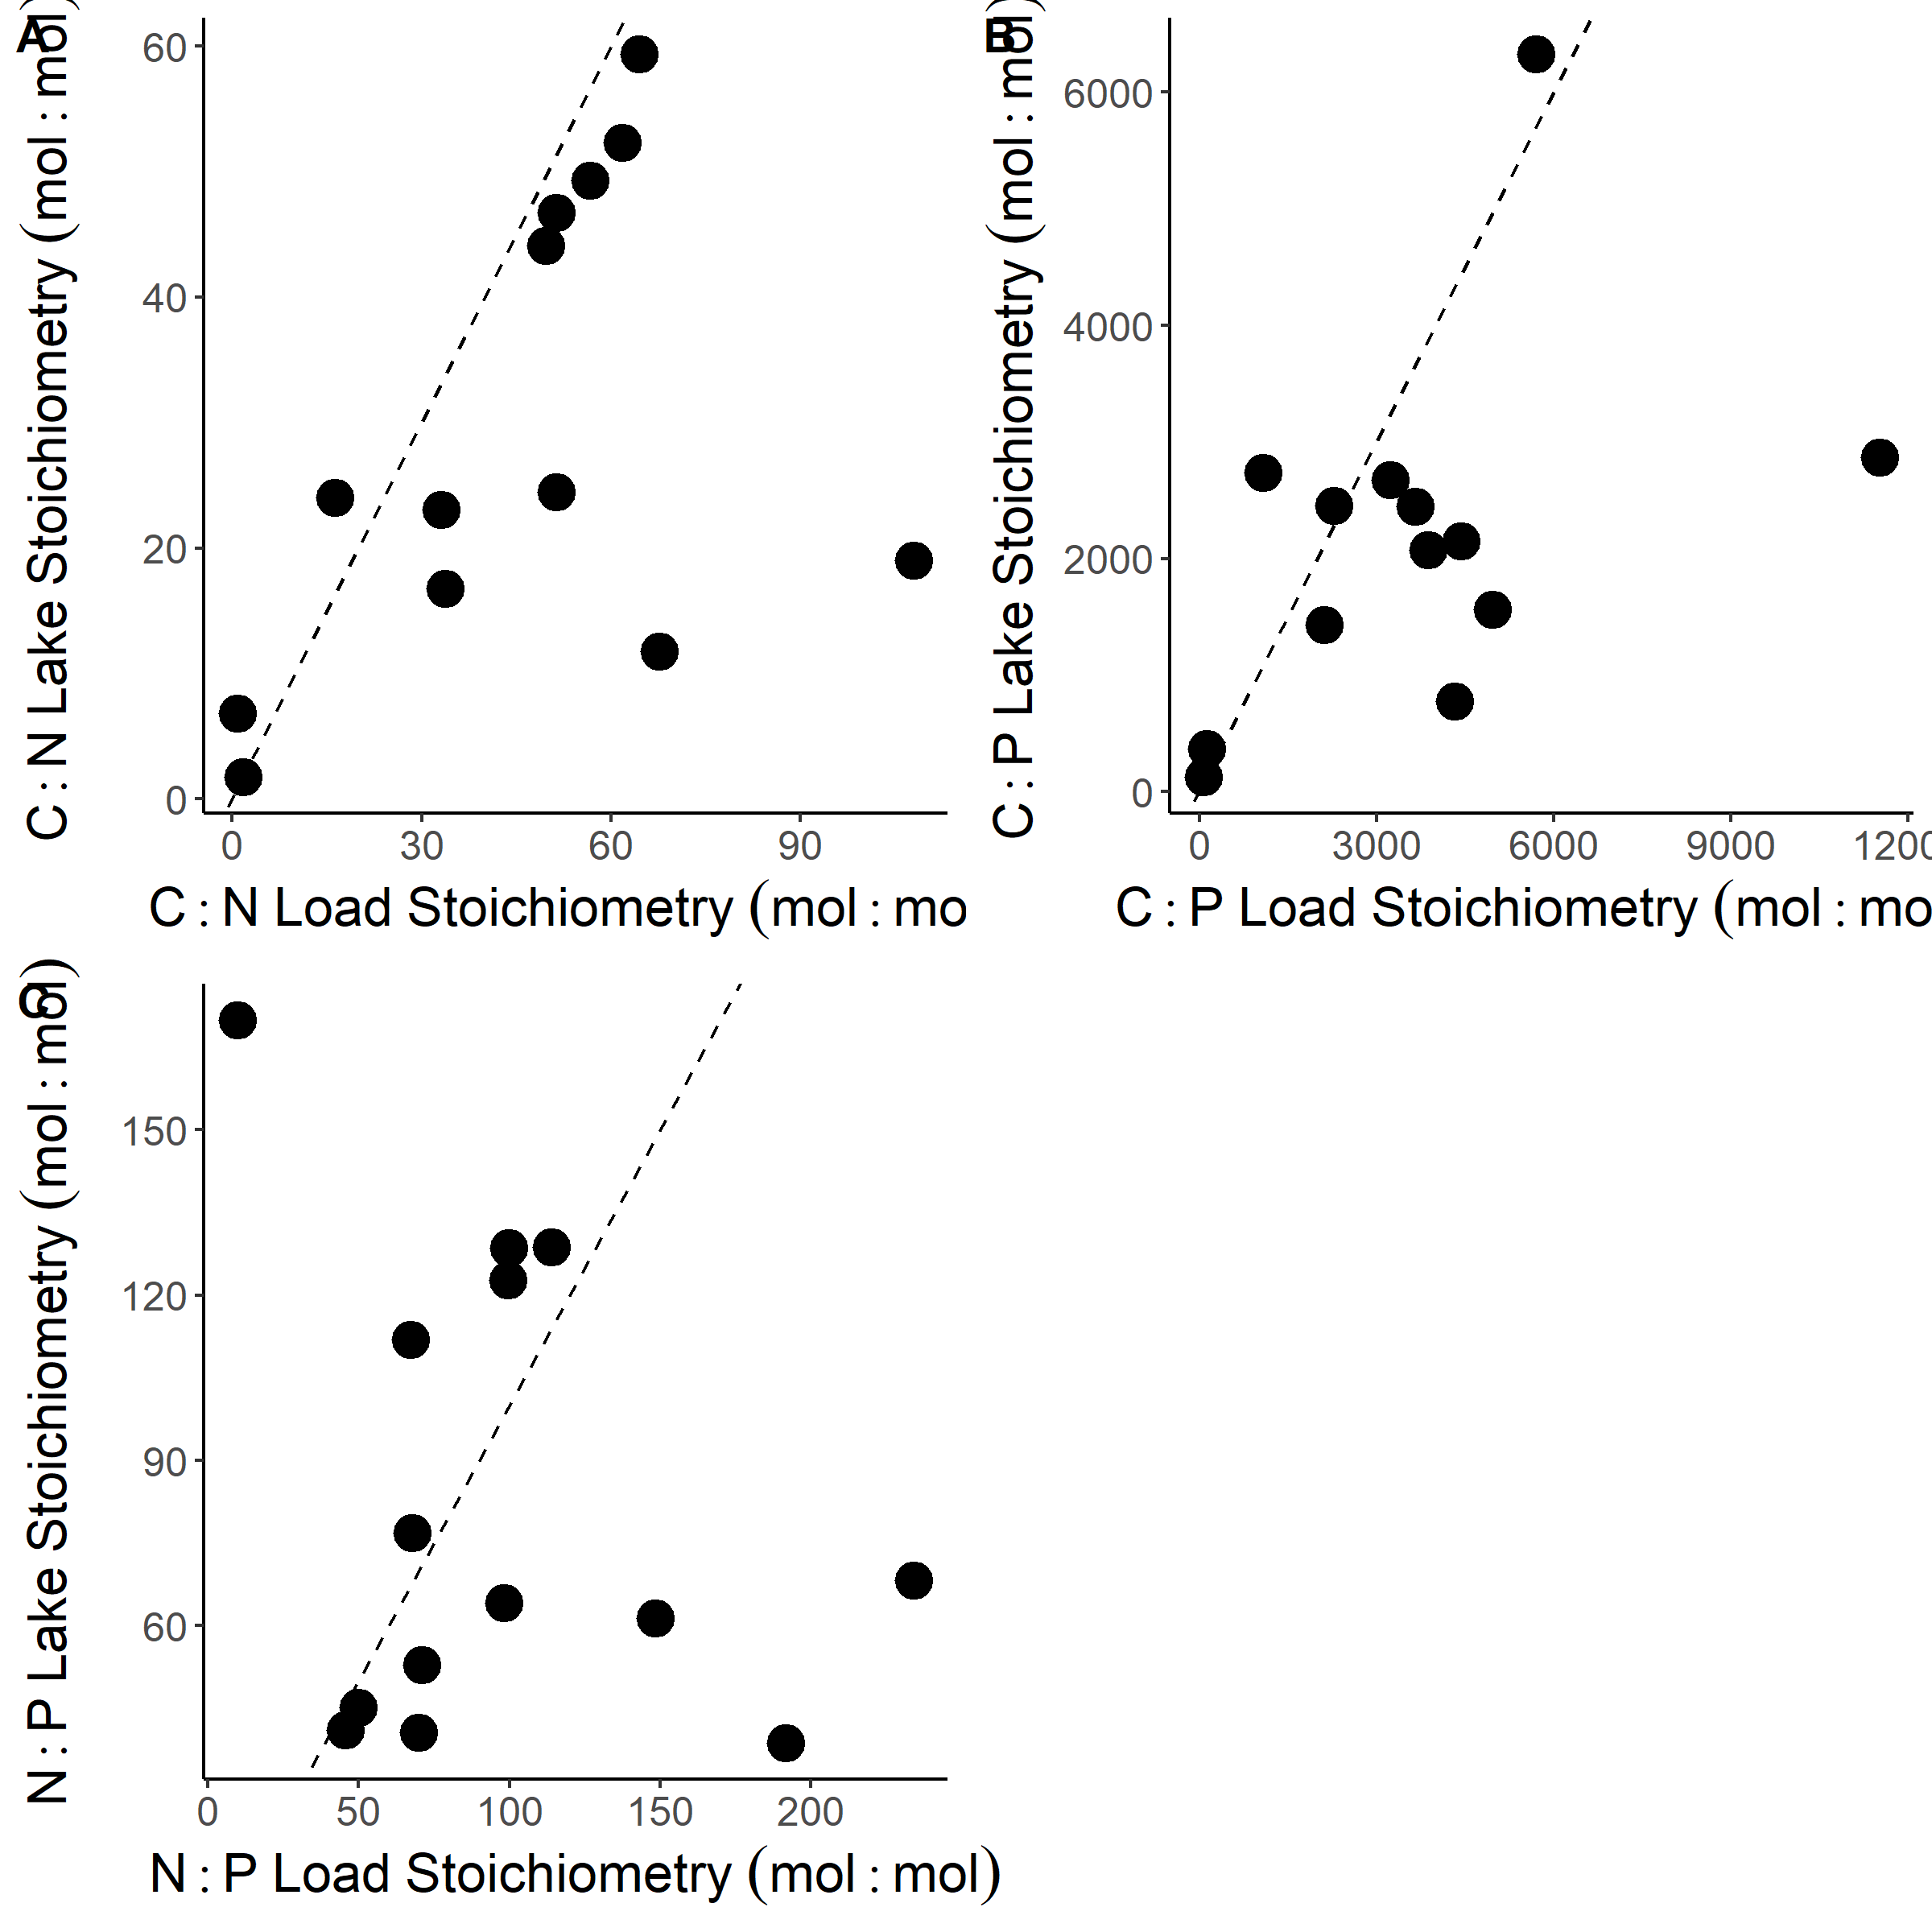 A
C : N Lake Stoichiometry (mol : mol)
60
40
20
0
0 30 60 90
C : N Load Stoichiometry (mol : mo
B
C : P Lake Stoichiometry (mol : mol)
6000
4000
2000
0
0 3000 6000 9000 1200
C : P Load Stoichiometry (mol : mo
C
N : P Lake Stoichiometry (mol : mol)
150
120
90
60
0 50 100 150 200
N : P Load Stoichiometry (mol : mol)